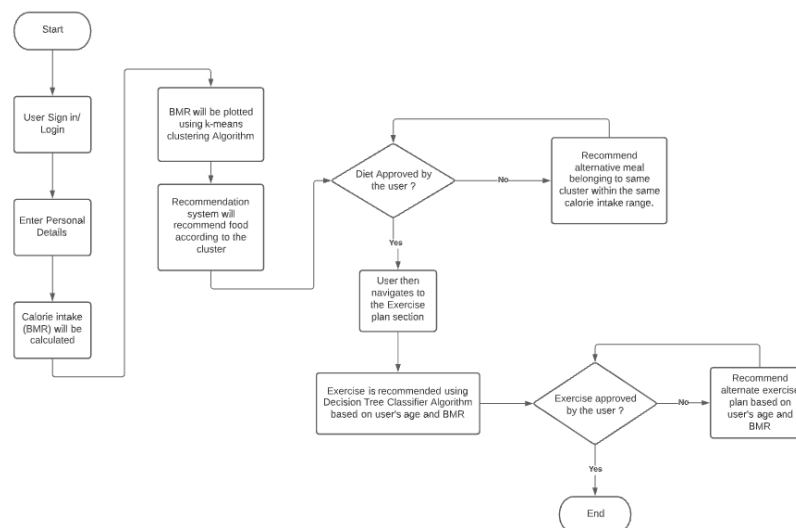 Start
User Sign in/
Login
Enter Personal
Details
Calorie intake
(BMR) will be
calculated
BMR will be plotted
using k-means
clustering Algorithm
Recommendation
system will
recommend food
according to the
cluster
Diet Approved by
the user ?
No
Recommend
alternative meal
belonging to same
cluster within the same
calorie intake range.
Yes
User then
navigates to
the Exercise
plan section
Exercise is recommended using
Decision Tree Classifier Algorithm
based on user's age and BMR
Exercise approved
by the user ?
No
Recommend
alternate exercise
plan based on
user's age and
BMR
Yes
End